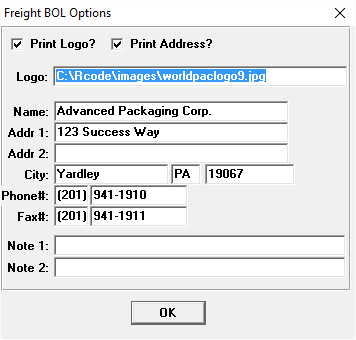 Freight BOL Options
Print Logo? Print Address?
Logo: C:\Rcode\images\worldpaclogo9.jpg
Name: Advanced Packaging Corp.
Addr 1: 123 Success Way
Addr 2:
City: Yardley PA 19067
Phone#: (201) 941-1910
Fax#: (201) 941-1911
Note 1:
Note 2:
OK